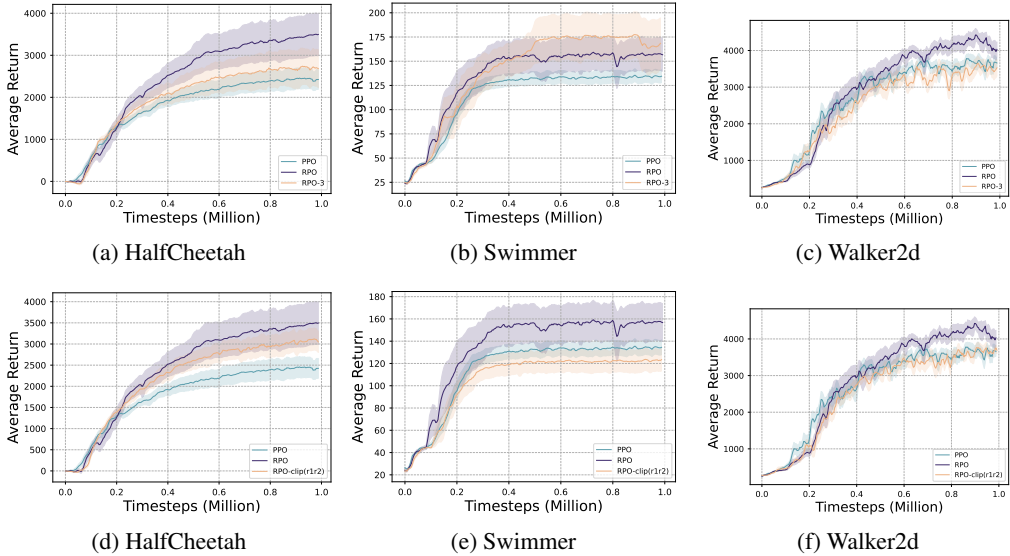 Average Return
4000
3000
2000
1000
0
PPO
RPO
RPO-3
0.0 0.2 0.4 0.6 0.8 1.0
Timesteps (Million)
(a) HalfCheetah
Average Return
200
175
150
125
100
75
50
25
PPO
RPO
RPO-3
0.0 0.2 0.4 0.6 0.8 1.0
Timesteps (Million)
(b) Swimmer
Average Return
4000
3000
2000
1000
PPO
RPO
RPO-3
0.0 0.2 0.4 0.6 0.8 1.0
Timesteps (Million)
(c) Walker2d
Average Return
4000
3500
3000
2500
2000
1500
1000
500
0
PPO
RPO
RPO-clip(r1r2)
0.0 0.2 0.4 0.6 0.8 1.0
Timesteps (Million)
(d) HalfCheetah
Average Return
180
160
140
120
100
80
60
40
20
PPO
RPO
RPO-clip(r1r2)
0.0 0.2 0.4 0.6 0.8 1.0
Timesteps (Million)
(e) Swimmer
Average Return
4000
3000
2000
1000
PPO
RPO
RPO-clip(r1r2)
0.0 0.2 0.4 0.6 0.8 1.0
Timesteps (Million)
(f) Walker2d